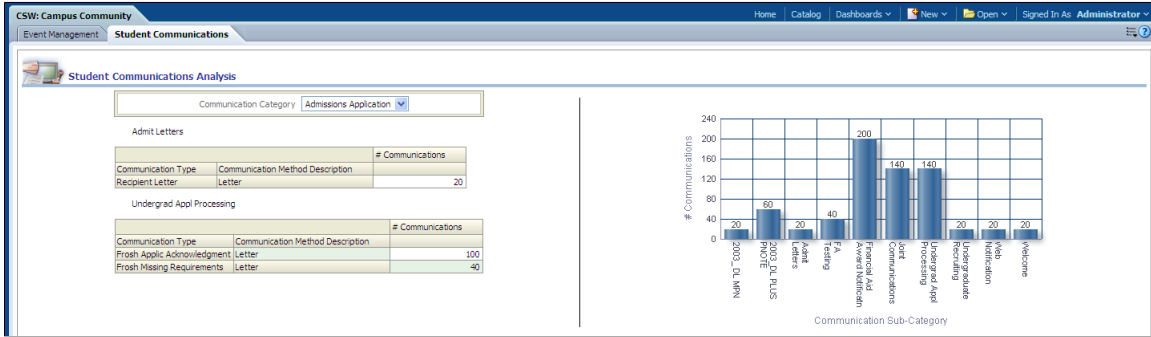 CSW: Campus Community
Home Catalog Dashboards New Open Signed In As Administrator
Event Management Student Communications
Student Communications Analysis
Communication Category Admissions Application
Admit Letters
# Communications
Communication Type Communication Method Description
Recipient Letter Letter 20
Undergrad Appl Processing
# Communications
Communication Type Communication Method Description
Frosh Applic Acknowledgment Letter 100
Frosh Missing Requirements Letter 40
# Communications
240
200
160
120
80
40
0
20
60
20
40
200
140
140
20
20
20
2003_ DL MPN
2003_DL PLUS
PNOTE
Admit
Letters
FA
Testing
Financial Aid
Award Notificatn
Joint
Communications
Undergrad Appl
Processing
Undergraduate
Recruiting
Web
Notification
Welcome
Communication Sub-Category